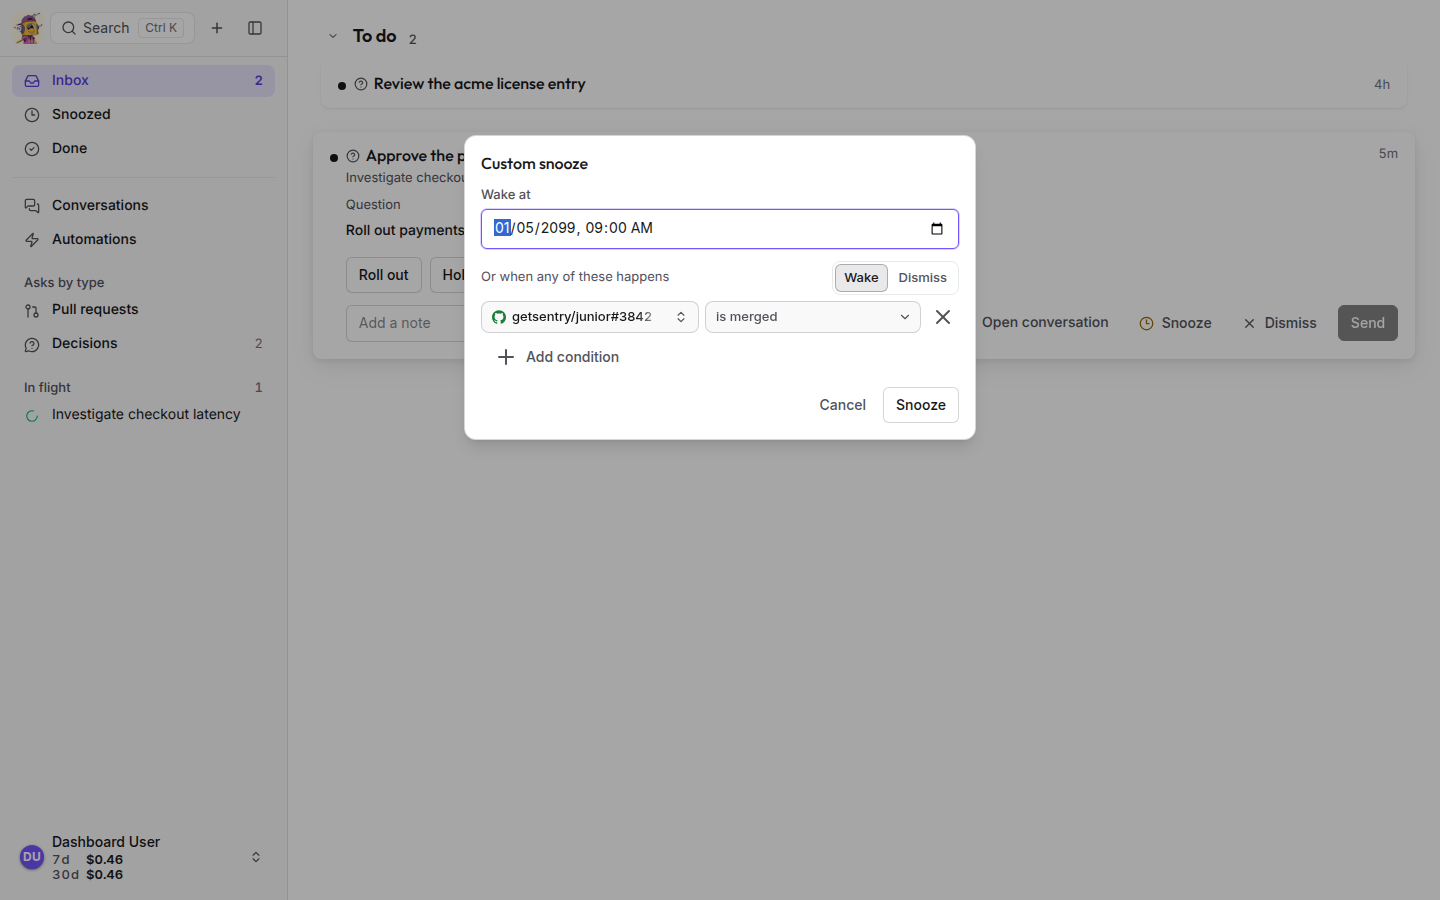 Search Ctrl K
Inbox 2
Snoozed
Done
Conversations
Automations
Asks by type
Pull requests
Decisions 2
In flight 1
Investigate checkout latency
Dashboard User
DU
7d $0.46
30d $0.46
To do 2
Review the acme license entry 4h
Approve the p 5m
Investigate checkou
Question
Roll out payments
Roll out
Hol
Add a note
Open conversation
Snooze
Dismiss
Send
Custom snooze
Wake at
01/05/2099, 09:00 AM
Or when any of these happens
Wake
Dismiss
getsentry/junior#3842
is merged
Add condition
Cancel
Snooze